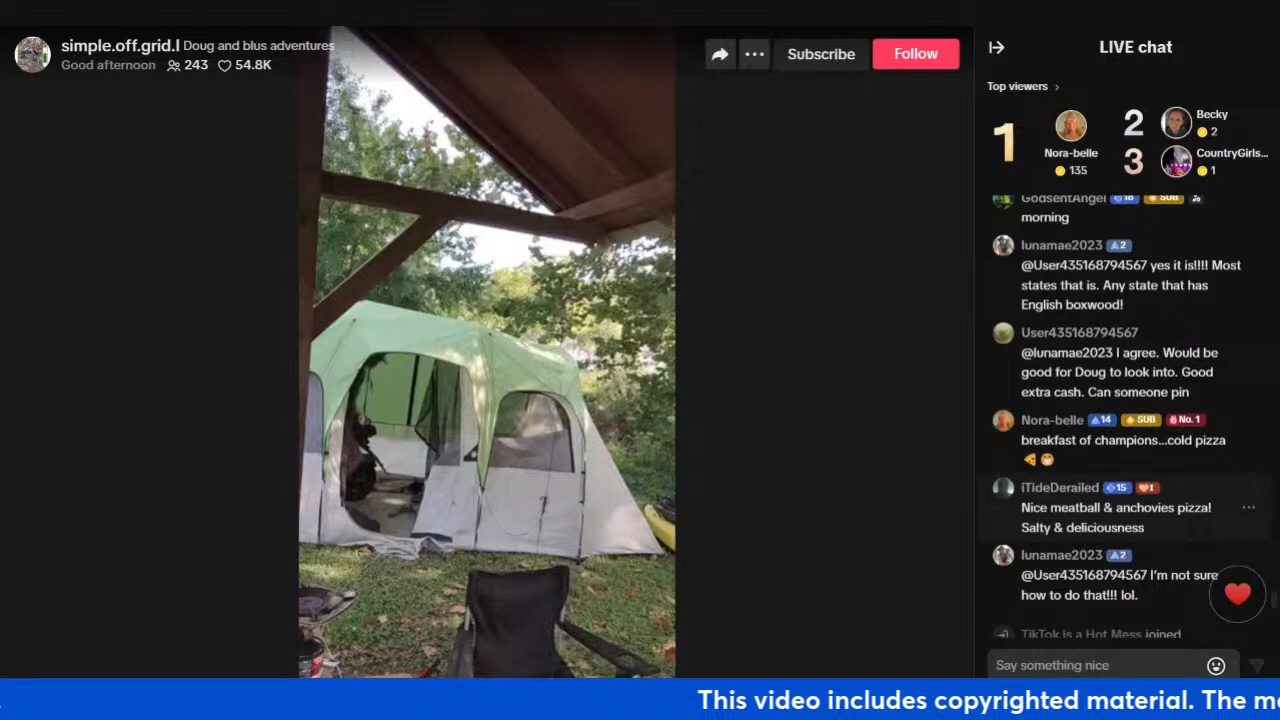 simple.off.grid.l Doug and blus adventures
Good afternoon 243 54.8K
Subscribe
Follow
LIVE chat
Top viewers
1
Nora-belle
135
2
Becky
2
3
CountryGirls...
1
GodsentAngel 18 SUB
morning
lunamae2023 2
@User435168794567 yes it is!!!! Most
states that is. Any state that has
English boxwood!
User435168794567
@lunamae2023 I agree. Would be
good for Doug to look into. Good
extra cash. Can someone pin
Nora-belle 14 SUB No. 1
breakfast of champions...cold pizza
iTideDerailed 15 I
Nice meatball & anchovies pizza!
Salty & deliciousness
lunamae2023 2
@User435168794567 I'm not sure
how to do that!!! lol.
TikTok is a Hot Mess joined
Say something nice
This video includes copyrighted material. The m